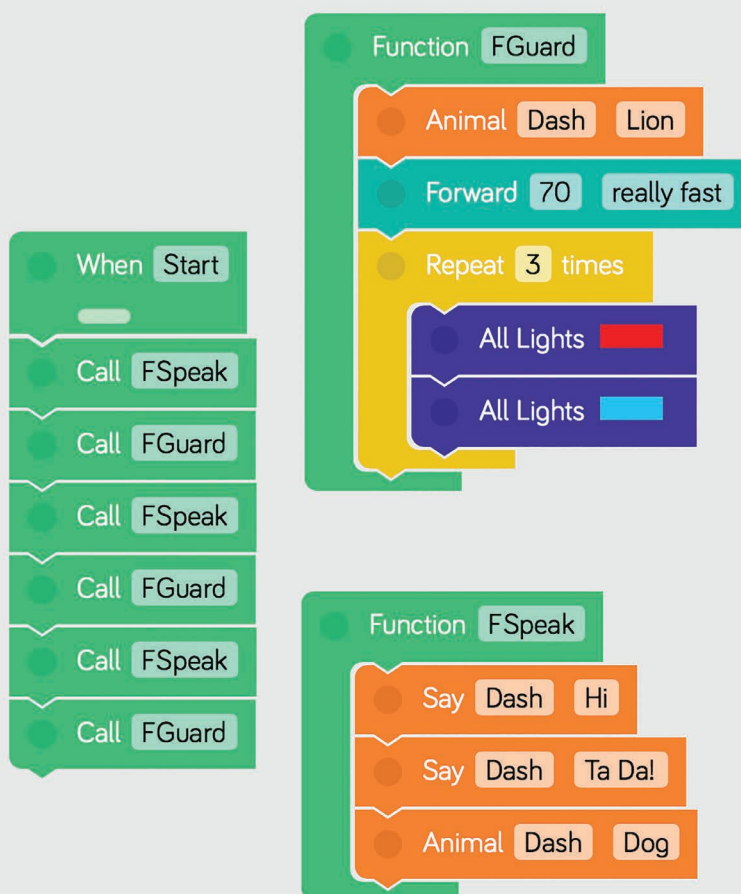 Function FGuard
Animal Dash Lion
Forward 70 really fast
Repeat 3 times
All Lights
All Lights
When Start
Call FSpeak
Call FGuard
Call FSpeak
Call FGuard
Call FSpeak
Call FGuard
Function FSpeak
Say Dash Hi
Say Dash Ta Da!
Animal Dash Dog